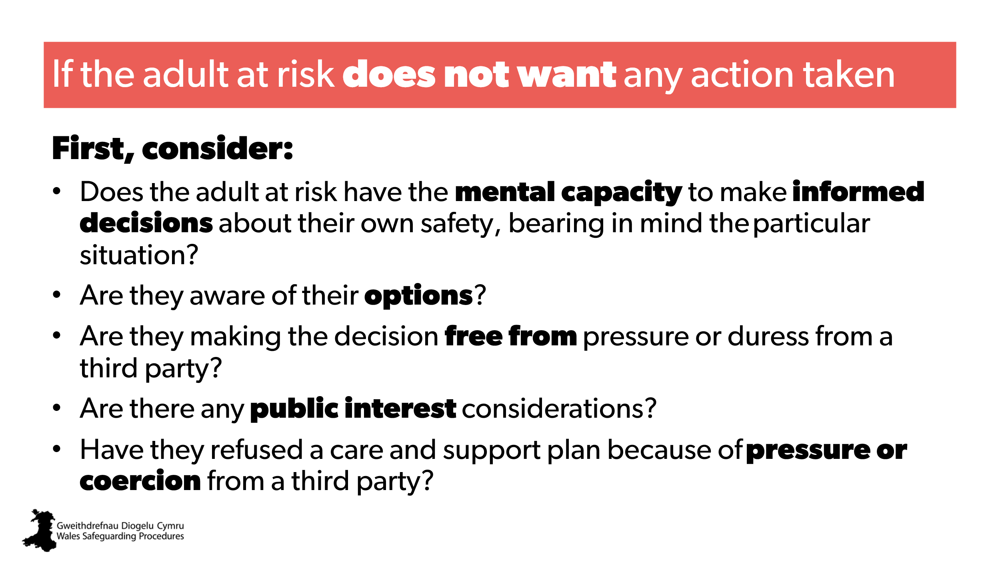 If the adult at risk does not want any action taken
First, consider:
• Does the adult at risk have the mental capacity to make informed
decisions about their own safety, bearing in mind the particular
situation?
• Are they aware of their options?
• Are they making the decision free from pressure or duress from a
third party?
• Are there any public interest considerations?
• Have they refused a care and support plan because of pressure or
coercion from a third party?
Gweithdrefnau Diogelu Cymru
Wales Safeguarding Procedures